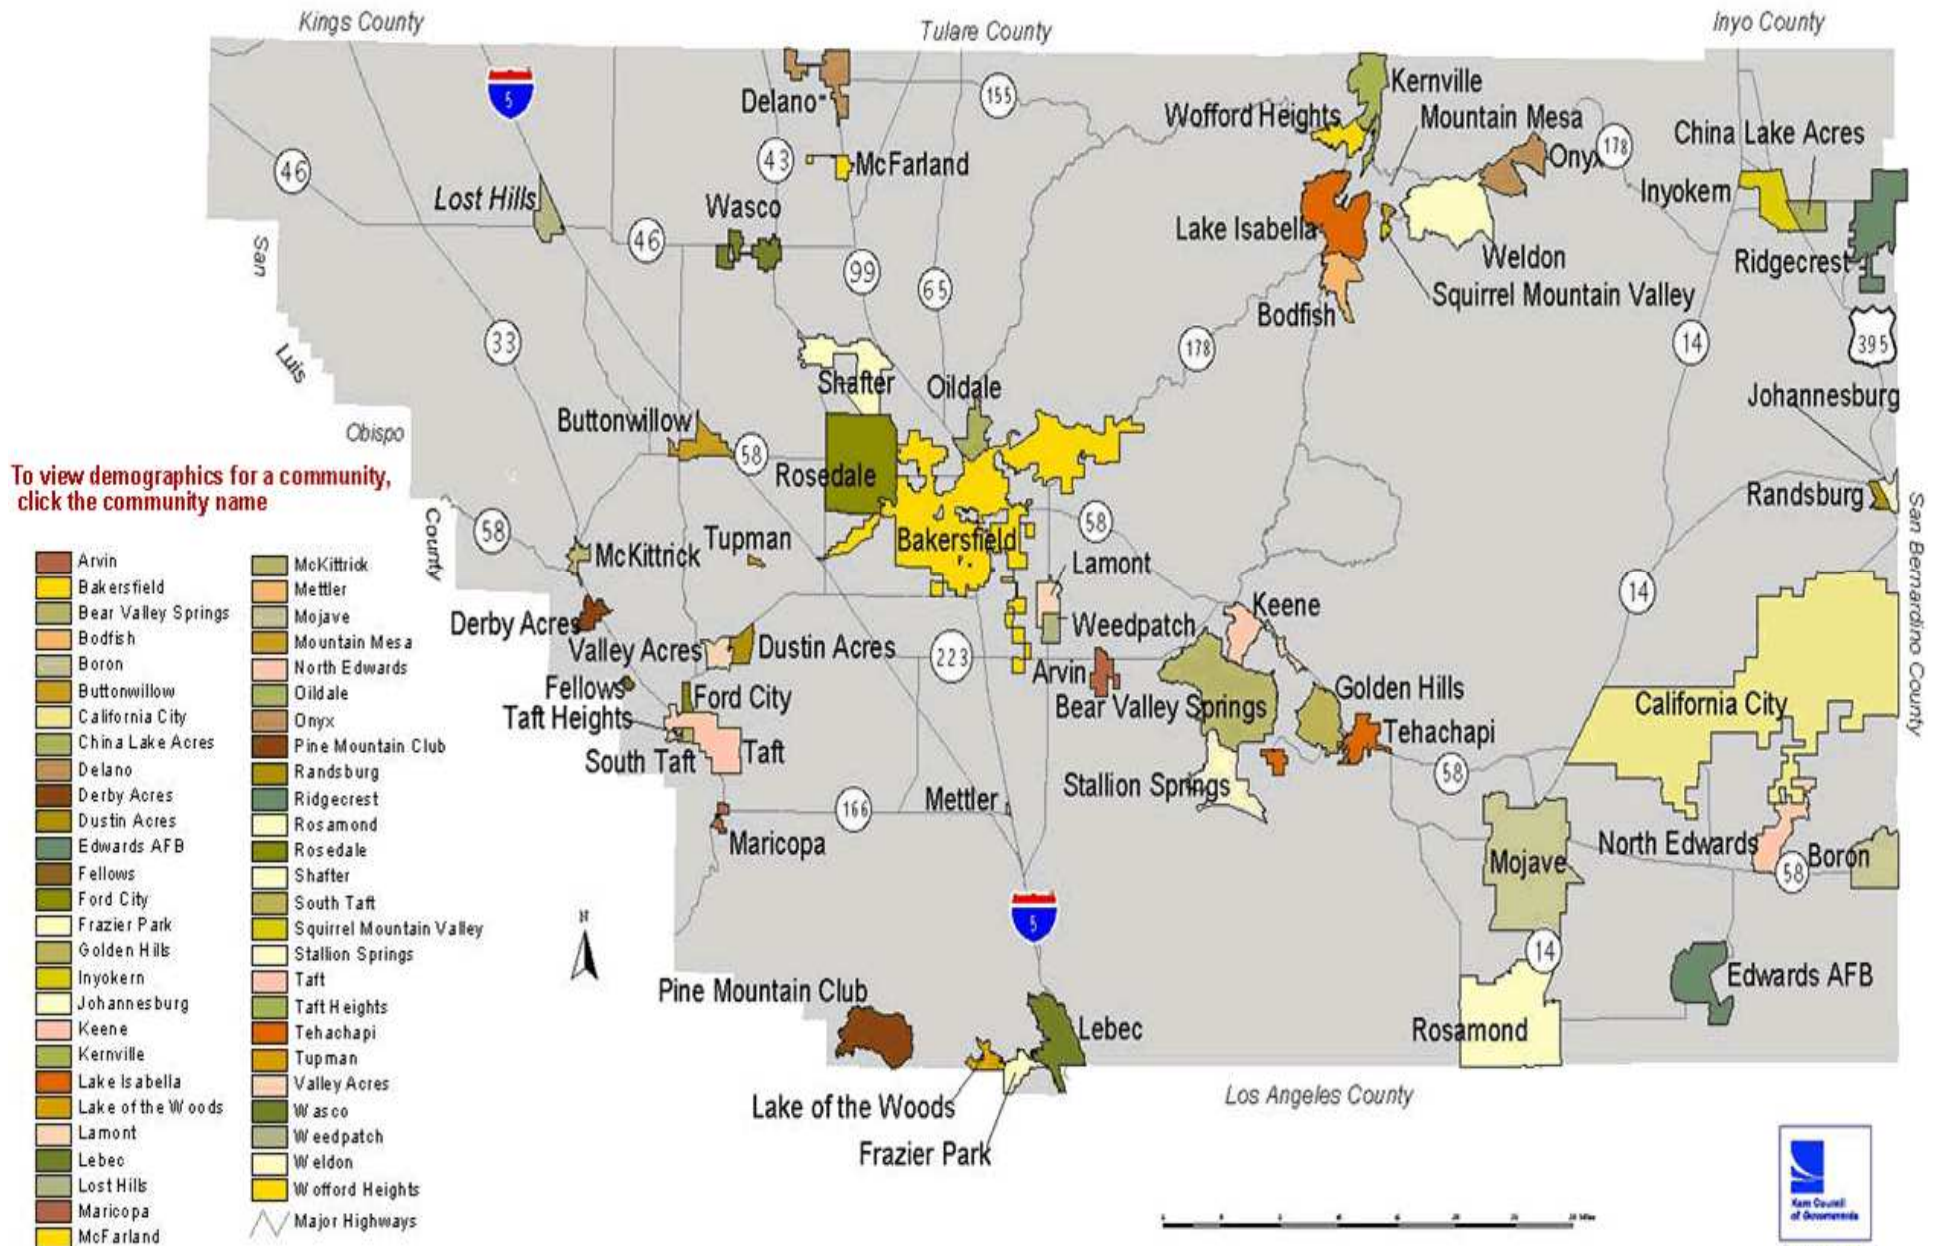 Kings County
Tulare County
Inyo County
5
Kernville
Delano
155
Wofford Heights
Mountain Mesa
China Lake Acres
46
43
McFarland
Onyx
178
Inyokern
Lost Hills
Wasco
Lake Isabella
San
46
99
65
Weldon
Ridgecrest
Squirrel Mountain Valley
Bodfish
33
178
14
395
Luis
Shafter
Oildale
Johannesburg
Buttonwillow
Obispo
58
Rosedale
Randsburg
To view demographics for a community,
click the community name
County
58
Tupman
Bakersfield
58
San Bernardino County
McKittrick
Lamont
14
Derby Acres
Weedpatch
Keene
Valley Acres
Dustin Acres
223
Arvin
Fellows
Ford City
Bear Valley Springs
Golden Hills
California City
Taft Heights
Tehachapi
South Taft
Taft
58
Stallion Springs
166
Mettler
Maricopa
North Edwards
Boron
58
Mojave
5
14
N
Edwards AFB
Pine Mountain Club
Lebec
Rosamond
Lake of the Woods
Los Angeles County
Frazier Park
Arvin
Bakersfield
Bear Valley Springs
Bodfish
Boron
Buttonwillow
California City
China Lake Acres
Delano
Derby Acres
Dustin Acres
Edwards AFB
Fellows
Ford City
Frazier Park
Golden Hills
Inyokern
Johannesburg
Keene
Kernville
Lake Isabella
Lake of the Woods
Lamont
Lebec
Lost Hills
Maricopa
McFarland
McKittrick
Mettler
Mojave
Mountain Mesa
North Edwards
Oildale
Onyx
Pine Mountain Club
Randsburg
Ridgecrest
Rosamond
Rosedale
Shafter
South Taft
Squirrel Mountain Valley
Stallion Springs
Taft
Taft Heights
Tehachapi
Tupman
Valley Acres
Wasco
Weedpatch
Weldon
Wofford Heights
Major Highways
Kern Council
of Governments